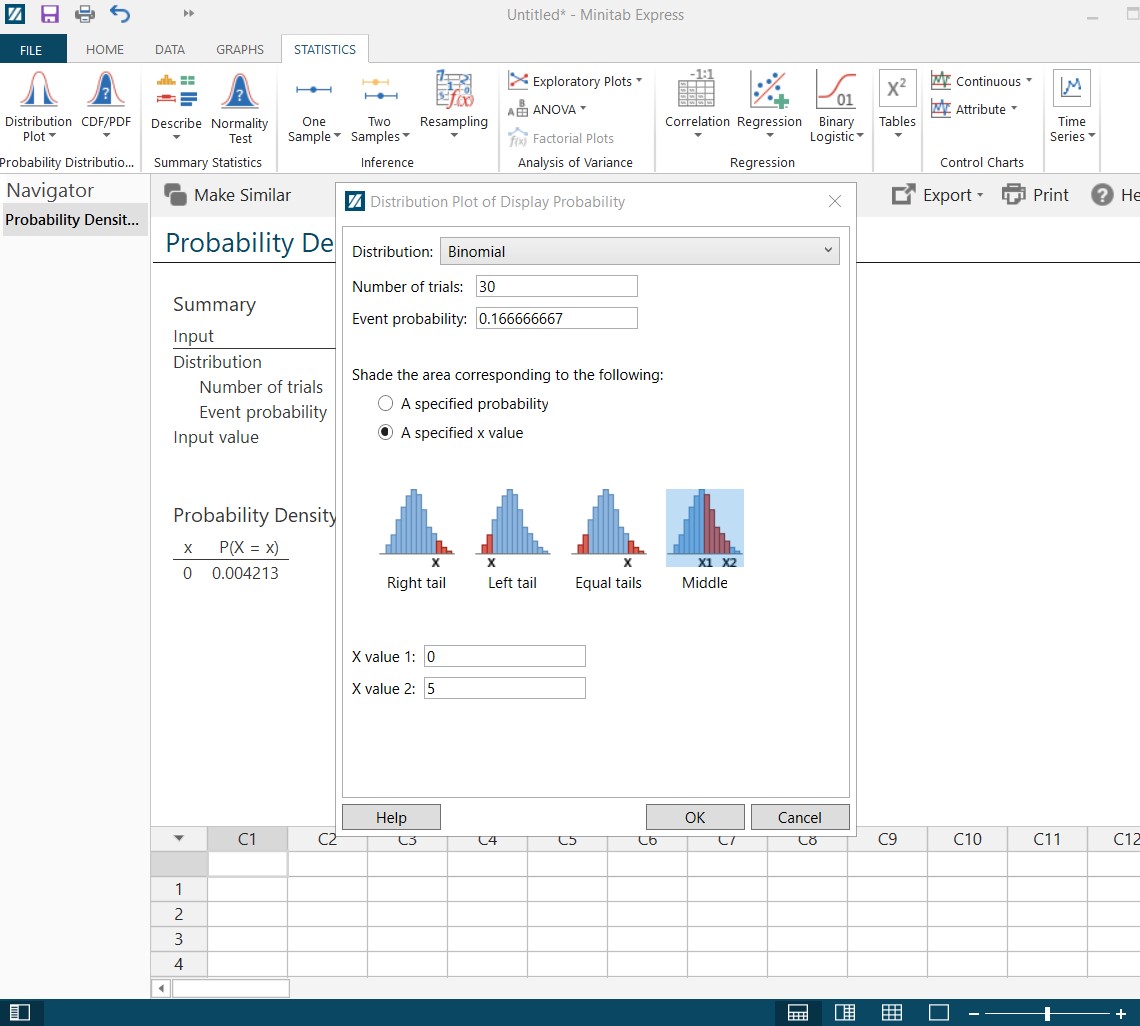 Untitled* - Minitab Express
FILE HOME DATA GRAPHS STATISTICS
Distribution Plot CDF/PDF
Probability Distributio...
Describe Normality Test
Summary Statistics
One Sample Two Samples Resampling
Inference
Exploratory Plots
ANOVA
Factorial Plots
Analysis of Variance
Correlation Regression Binary Logistic
Regression
Tables
Continuous
Attribute
Control Charts
Time Series
Navigator
Probability Densit...
Make Similar
Export Print He
Probability De
Summary
Input
Distribution
Number of trials
Event probability
Input value
Probability Density
x P(X = x)
0 0.004213
Distribution Plot of Display Probability
Distribution: Binomial
Number of trials: 30
Event probability: 0.166666667
Shade the area corresponding to the following:
A specified probability
A specified x value
X X X X1 X2
Right tail Left tail Equal tails Middle
X value 1: 0
X value 2: 5
Help OK Cancel
C1 C2 C3 C4 C5 C6 C7 C8 C9 C10 C11 C12
1
2
3
4